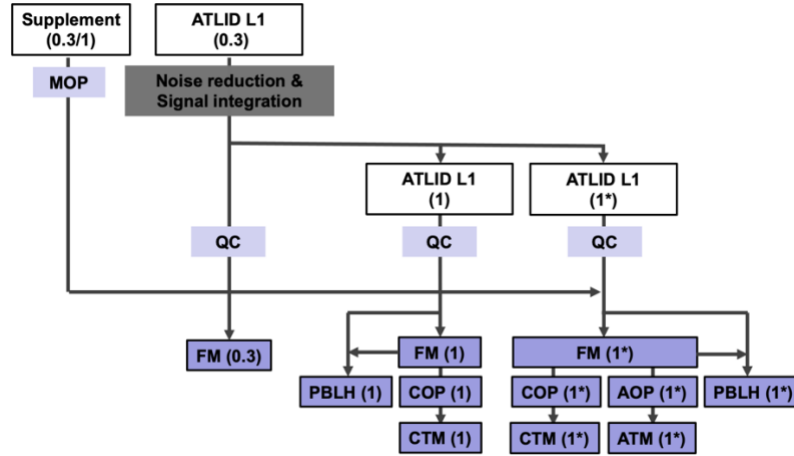 Supplement
(0.3/1)
ATLID L1
(0.3)
MOP
Noise reduction &
Signal integration
ATLID L1
(1)
ATLID L1
(1*)
QC
QC
QC
FM (0.3)
FM (1)
FM (1*)
PBLH (1)
COP (1)
COP (1*)
AOP (1*)
PBLH (1*)
CTM (1)
CTM (1*)
ATM (1*)